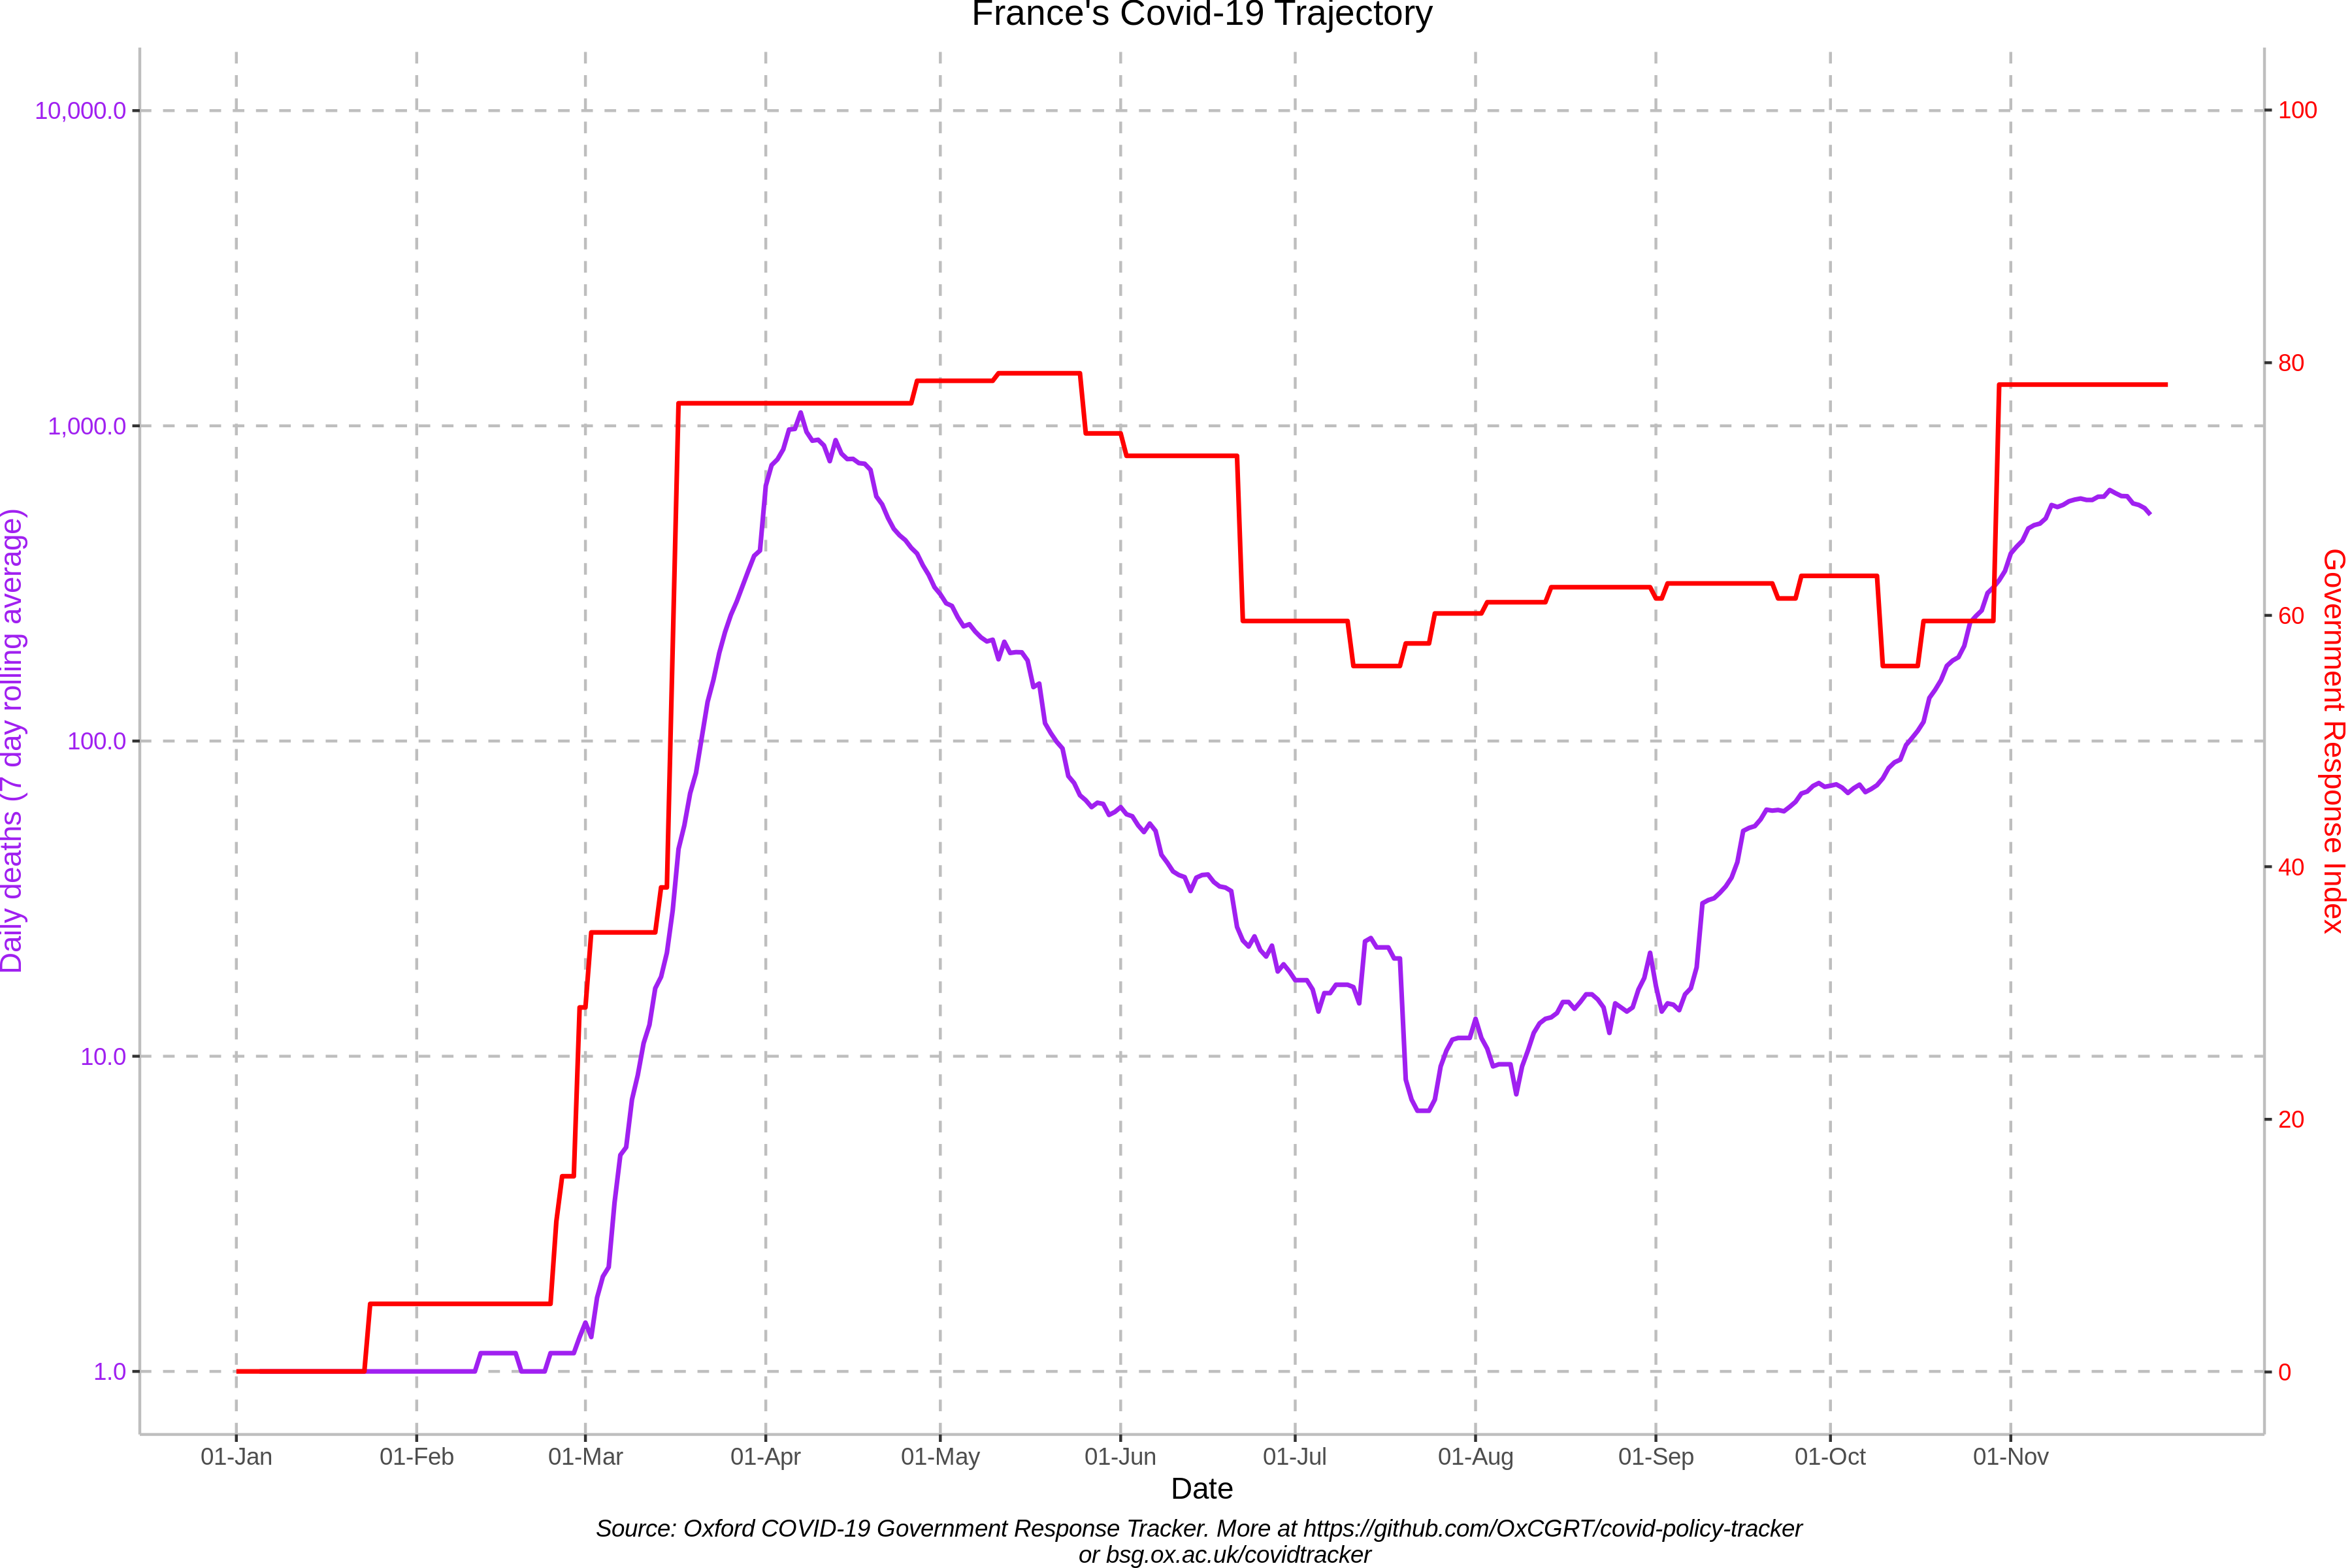 France's Covid-19 Trajectory
10,000.0
1,000.0
100.0
10.0
1.0
Daily deaths (7 day rolling average)
100
80
60
40
20
0
Government Response Index
01-Jan 01-Feb 01-Mar 01-Apr 01-May 01-Jun 01-Jul 01-Aug 01-Sep 01-Oct 01-Nov
Date
Source: Oxford COVID-19 Government Response Tracker. More at https://github.com/OxCGRT/covid-policy-tracker
or bsg.ox.ac.uk/covidtracker